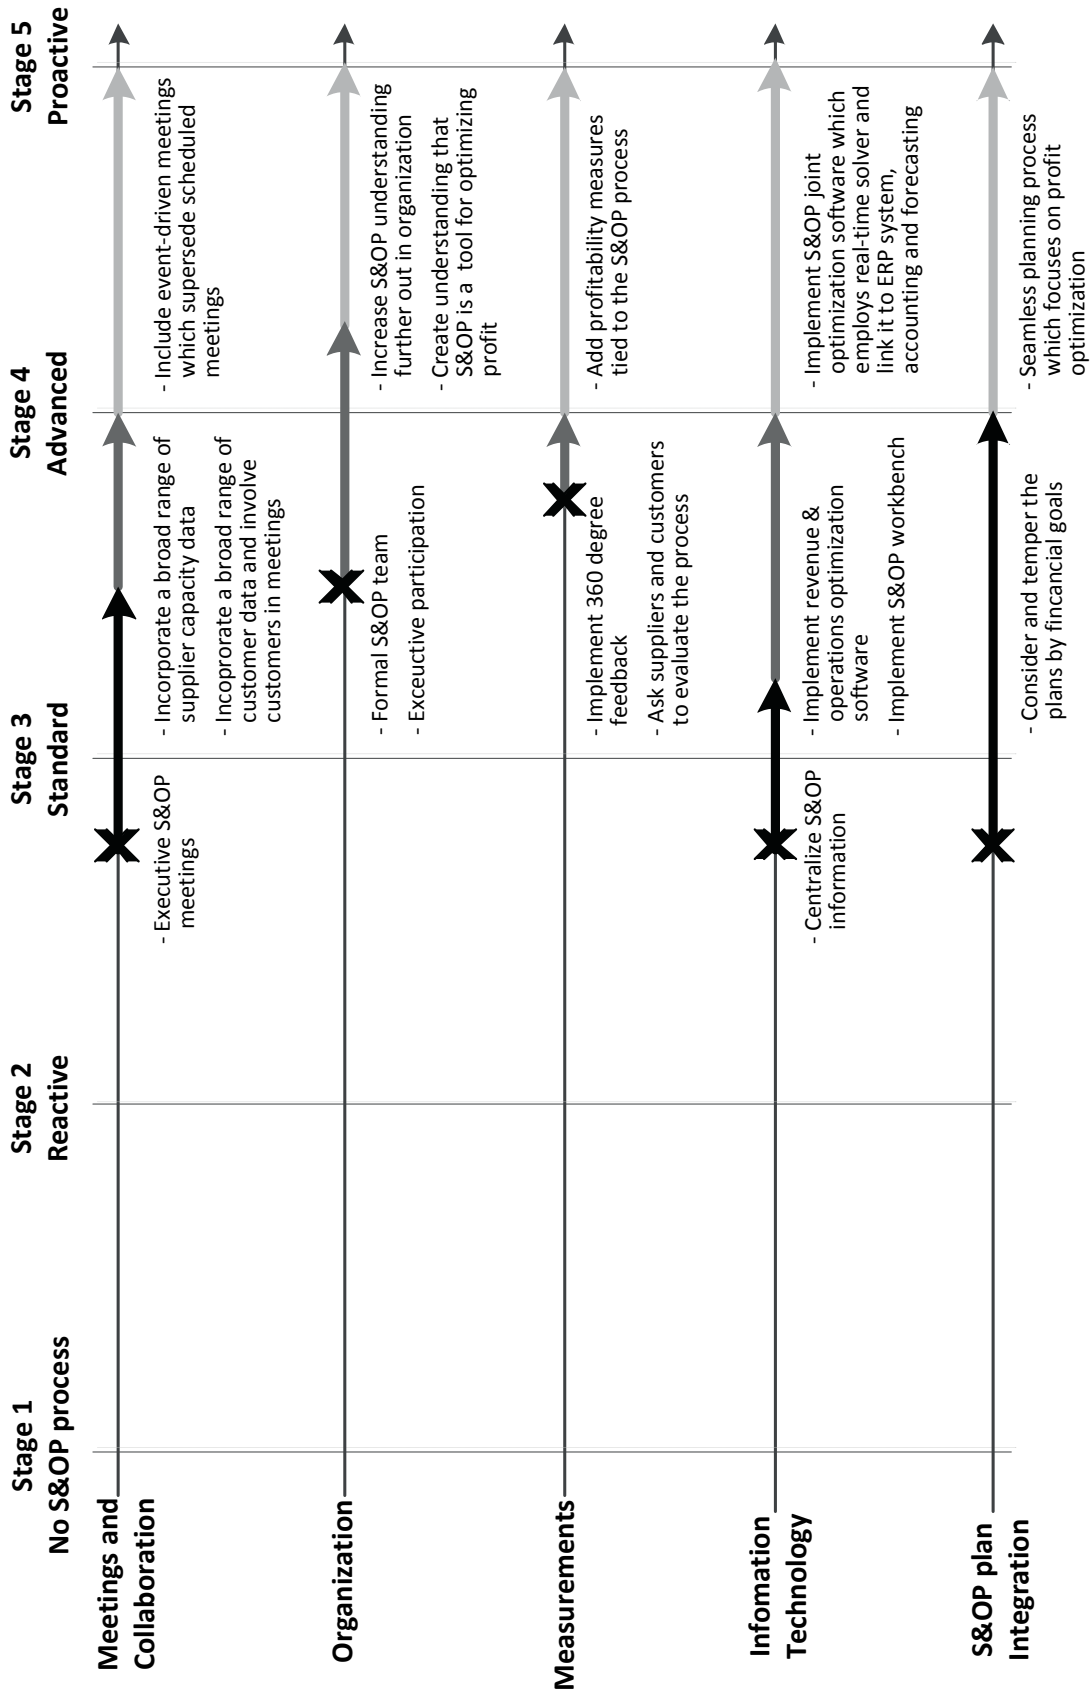 Stage 1
No S&OP process
Stage 2
Reactive
Stage 3
Standard
Stage 4
Advanced
Stage 5
Proactive
Meetings and
Collaboration
- Executive S&OP
meetings
- Incorporate a broad range of
supplier capacity data
- Incoprorate a broad range of
customer data and involve
customers in meetings
- Include event-driven meetings
which supersede scheduled
meetings
Organization
- Formal S&OP team
- Exceuctive participation
- Increase S&OP understanding
further out in organization
- Create understanding that
S&OP is a tool for optimizing
profit
Measurements
- Implement 360 degree
feedback
- Ask suppliers and customers
to evaluate the process
- Add profitability measures
tied to the S&OP process
Infomation
Technology
- Centralize S&OP
information
- Implement revenue &
operations optimization
software
- Implement S&OP workbench
- Implement S&OP joint
optimization software which
employs real-time solver and
link it to ERP system,
accounting and forecasting
S&OP plan
Integration
- Consider and temper the
plans by fincancial goals
- Seamless planning process
which focuses on profit
optimization